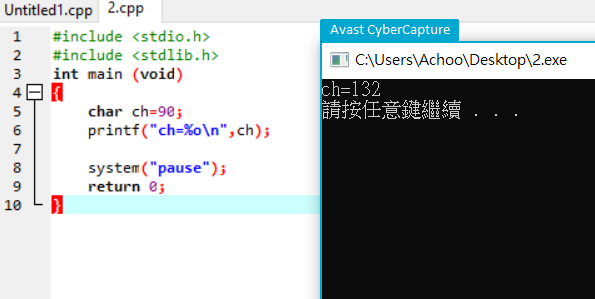 Untitled1.cpp 2.cpp
1 #include <stdio.h>
2 #include <stdlib.h>
3 int main (void)
4 {
5 char ch=90;
6 printf("ch=%o\n",ch);
7
8 system("pause");
9 return 0;
10 }
Avast CyberCapture
C:\Users\Achoo\Desktop\2.exe
ch=132
請按任意鍵繼續 . . .